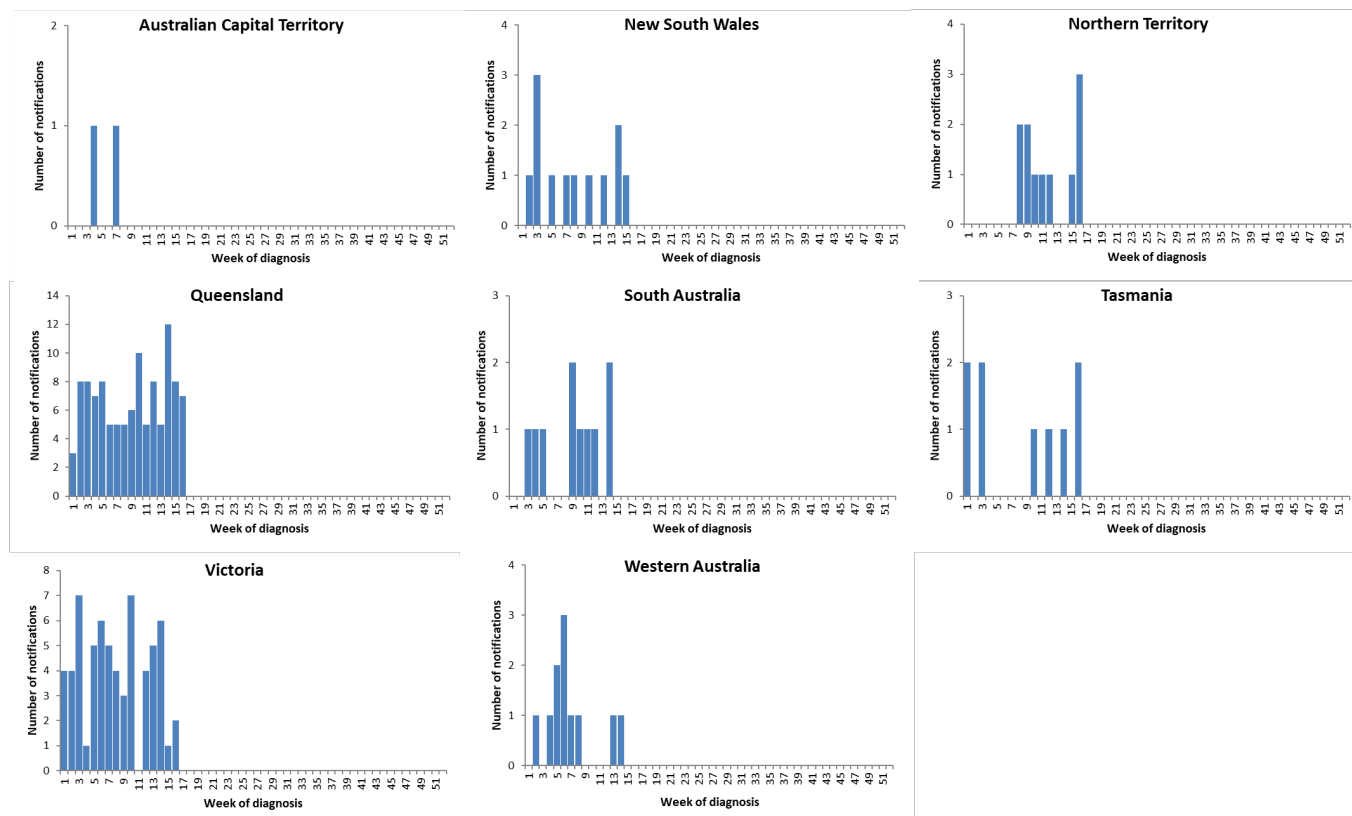 Australian Capital Territory
Number of notifications
2
1
0
1 3 5 7 9 11 13 15 17 19 21 23 25 27 29 31 33 35 37 39 41 43 45 47 49 51
Week of diagnosis
New South Wales
Number of notifications
4
3
2
1
0
1 3 5 7 9 11 13 15 17 19 21 23 25 27 29 31 33 35 37 39 41 43 45 47 49 51
Week of diagnosis
Northern Territory
Number of notifications
4
3
2
1
0
1 3 5 7 9 11 13 15 17 19 21 23 25 27 29 31 33 35 37 39 41 43 45 47 49 51
Week of diagnosis
Queensland
Number of notifications
14
12
10
8
6
4
2
0
1 3 5 7 9 11 13 15 17 19 21 23 25 27 29 31 33 35 37 39 41 43 45 47 49 51
Week of diagnosis
South Australia
Number of notifications
3
2
1
0
1 3 5 7 9 11 13 15 17 19 21 23 25 27 29 31 33 35 37 39 41 43 45 47 49 51
Week of diagnosis
Tasmania
Number of notifications
3
2
1
0
1 3 5 7 9 11 13 15 17 19 21 23 25 27 29 31 33 35 37 39 41 43 45 47 49 51
Week of diagnosis
Victoria
Number of notifications
8
7
6
5
4
3
2
1
0
1 3 5 7 9 11 13 15 17 19 21 23 25 27 29 31 33 35 37 39 41 43 45 47 49 51
Week of diagnosis
Western Australia
Number of notifications
4
3
2
1
0
1 3 5 7 9 11 13 15 17 19 21 23 25 27 29 31 33 35 37 39 41 43 45 47 49 51
Week of diagnosis